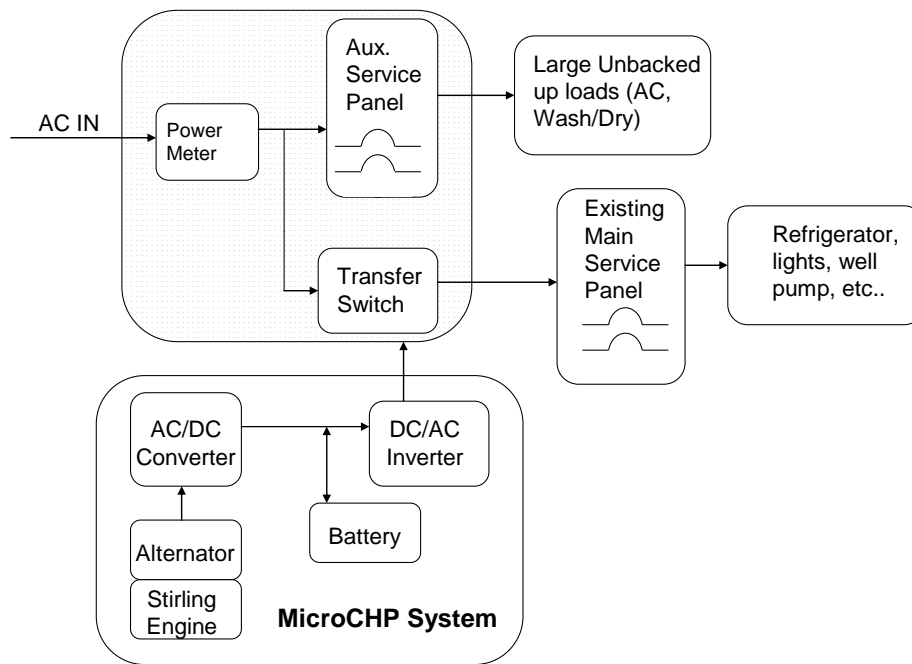 AC IN
Power
Meter
Aux.
Service
Panel
Large Unbacked
up loads (AC,
Wash/Dry)
Transfer
Switch
Existing
Main
Service
Panel
Refrigerator,
lights, well
pump, etc..
AC/DC
Converter
DC/AC
Inverter
Alternator
Battery
Stirling
Engine
MicroCHP System